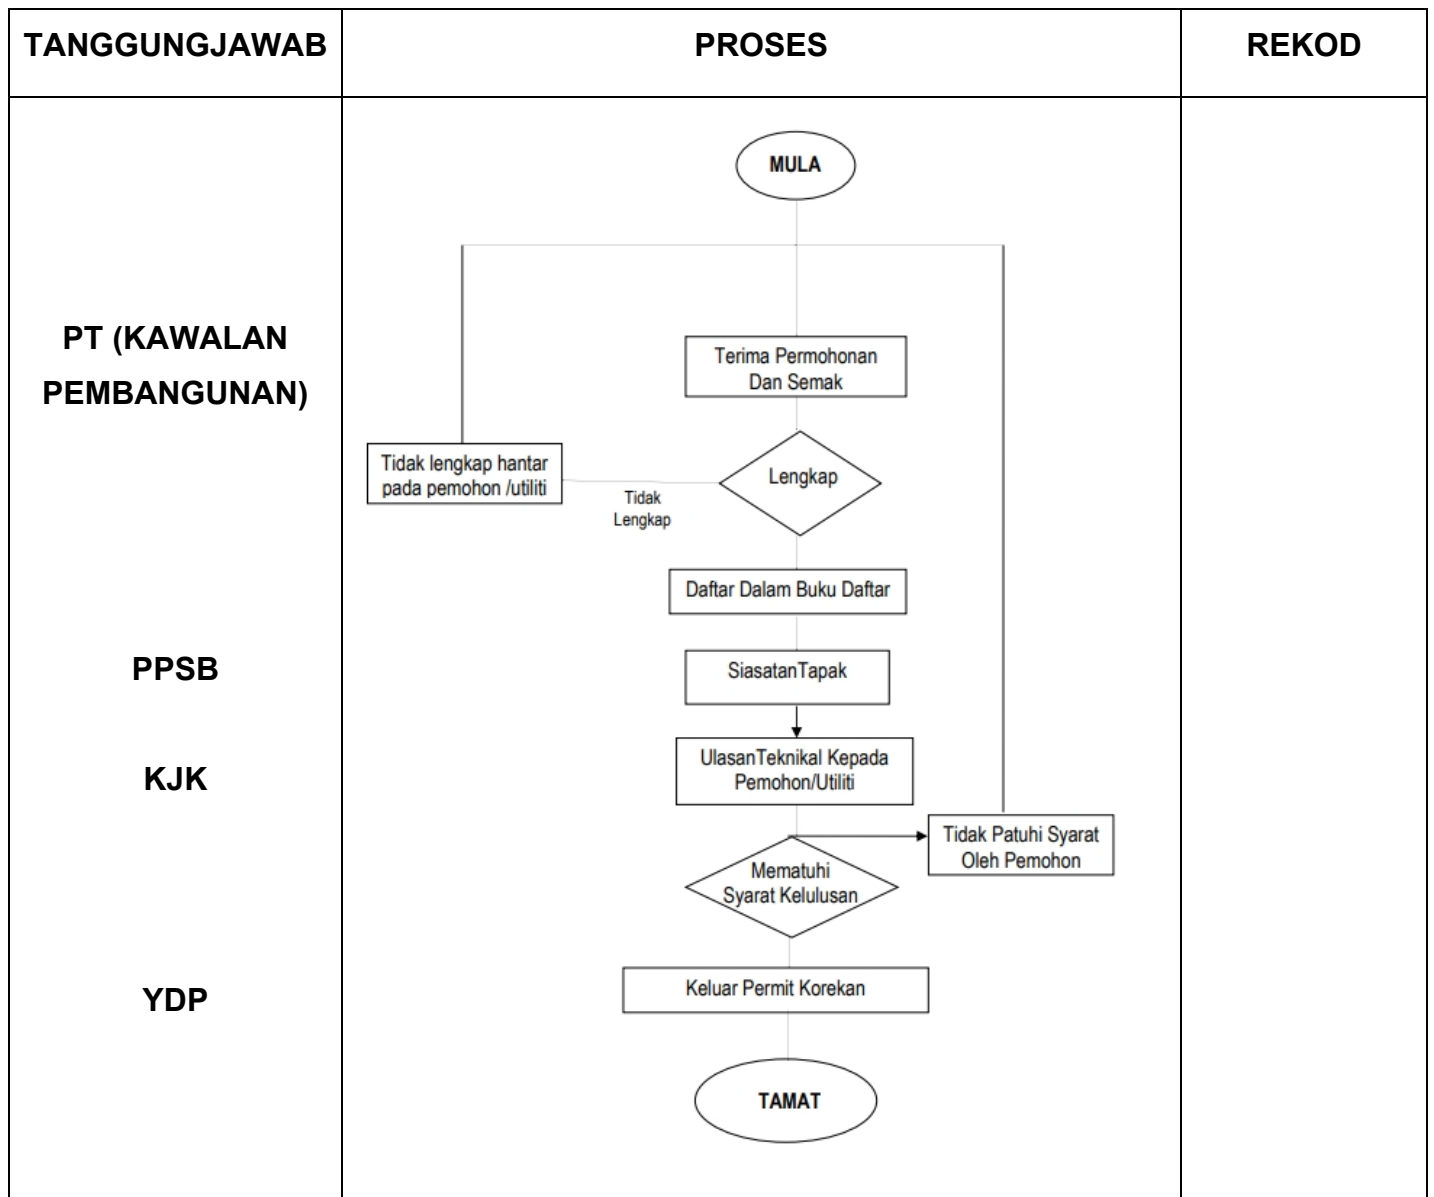 TANGGUNGJAWAB
PROSES
REKOD
MULA
PT (KAWALAN
PEMBANGUNAN)
Terima Permohonan
Dan Semak
Tidak lengkap hantar
pada pemohon /utiliti
Tidak
Lengkap
Lengkap
Daftar Dalam Buku Daftar
PPSB
SiasatanTapak
KJK
UlasanTeknikal Kepada
Pemohon/Utiliti
Tidak Patuhi Syarat
Oleh Pemohon
Mematuhi
Syarat Kelulusan
YDP
Keluar Permit Korekan
TAMAT